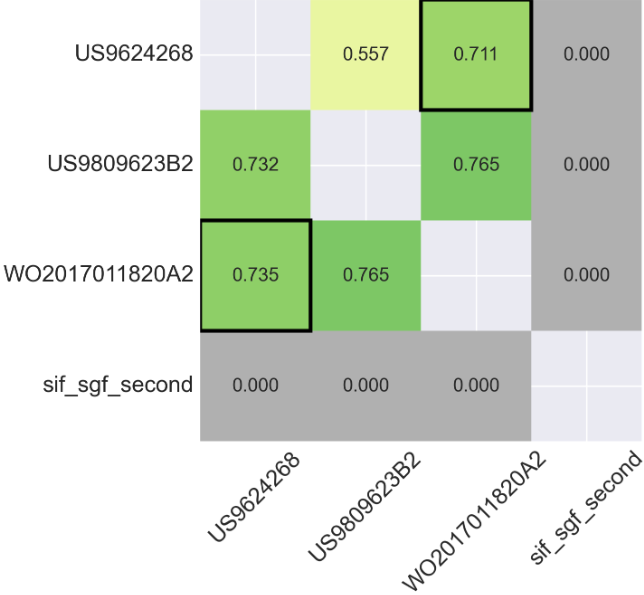 US9624268 0.557 0.711 0.000
US9809623B2 0.732 0.765 0.000
WO2017011820A2 0.735 0.765 0.000
sif_sgf_second 0.000 0.000 0.000
US9624268 US9809623B2 WO2017011820A2 sif_sgf_second